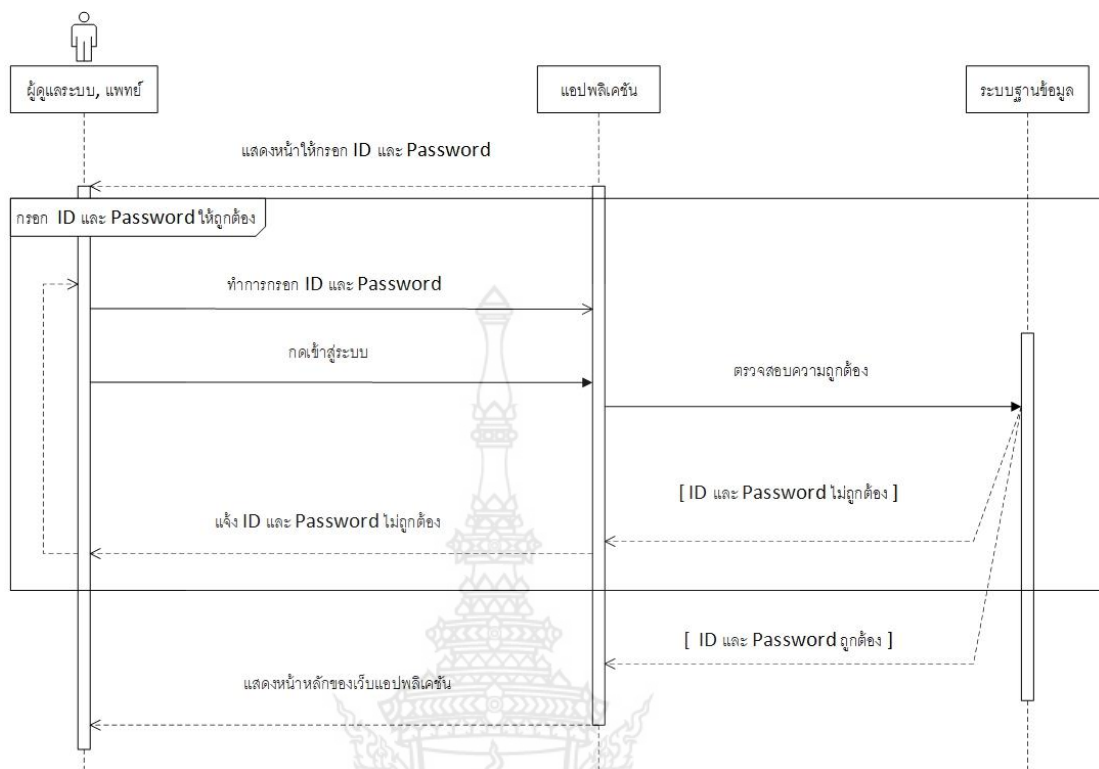 ผู้ดูแลระบบ, แพทย์
แอปพลิเคชัน
ระบบฐานข้อมูล
แสดงหน้าให้กรอก ID และ Password
กรอก ID และ Password ให้ถูกต้อง
ทำการกรอก ID และ Password
กดเข้าสู่ระบบ
ตรวจสอบความถูกต้อง
[ ID และ Password ไม่ถูกต้อง ]
แจ้ง ID และ Password ไม่ถูกต้อง
[ ID และ Password ถูกต้อง ]
แสดงหน้าหลักของเว็บแอปพลิเคชัน